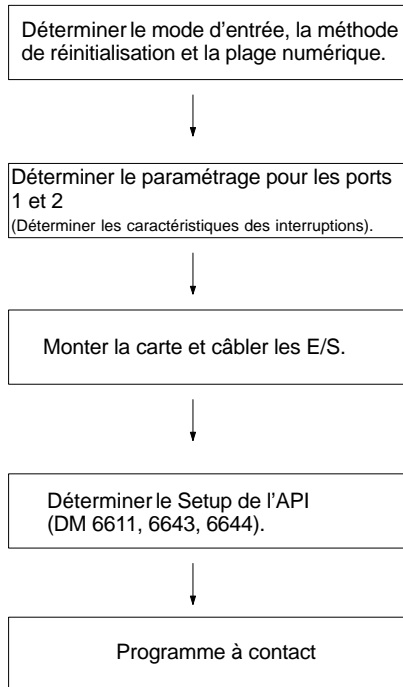 Déterminer le mode d'entrée, la méthode
de réinitialisation et la plage numérique.
Déterminer le paramétrage pour les ports
1 et 2
(Déterminer les caractéristiques des interruptions).
Monter la carte et câbler les E/S.
Déterminer le Setup de l'API
(DM 6611, 6643, 6644).
Programme à contact